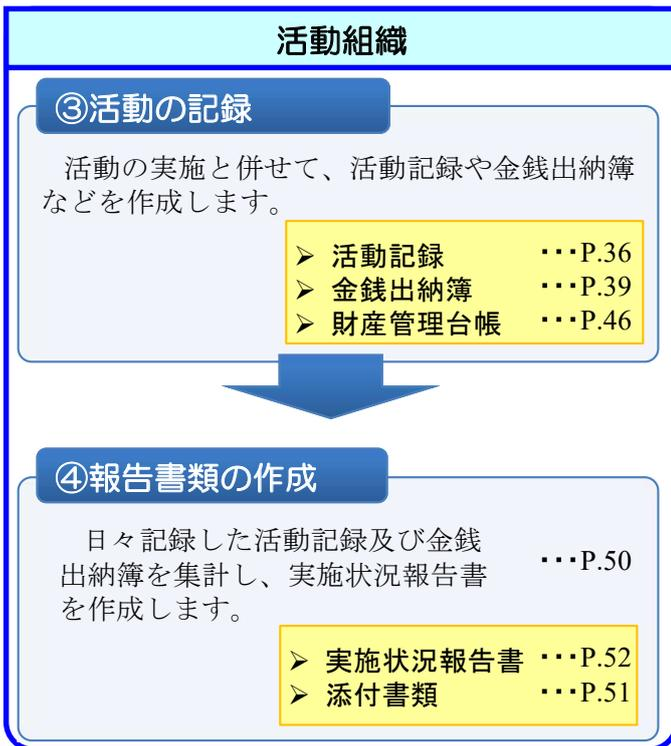 活動組織
③活動の記録
活動の実施と併せて、活動記録や金銭出納簿
などを作成します。
➢ 活動記録 ･･･P.36
➢ 金銭出納簿 ･･･P.39
➢ 財産管理台帳 ･･･P.46
④報告書類の作成
日々記録した活動記録及び金銭
出納簿を集計し、実施状況報告書 ･･･P.50
を作成します。
➢ 実施状況報告書 ･･･P.52
➢ 添付書類 ･･･P.51